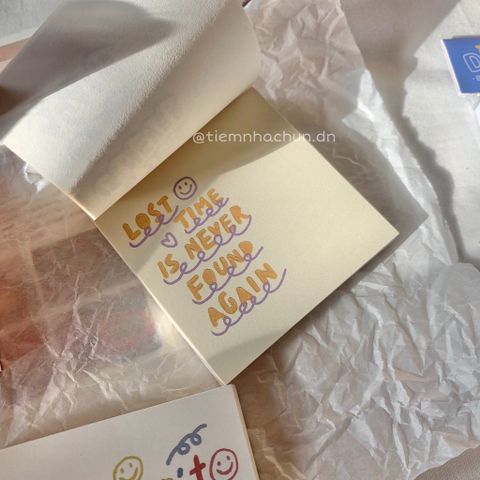 @tiemnhachun.dn
LOST TIME
IS NEVER
FOUND
AGAIN